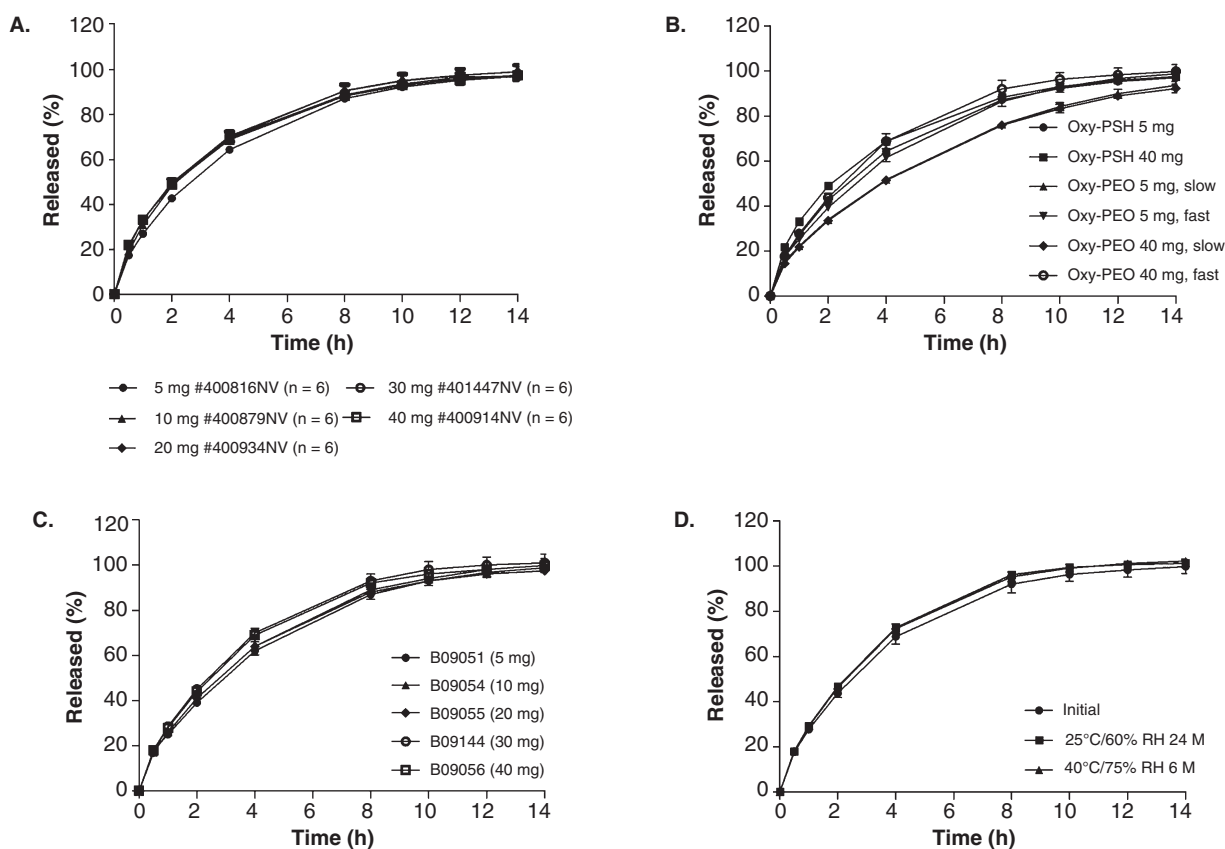 A.
120
100
80
60
40
20
0
Released (%)
0 2 4 6 8 10 12 14
Time (h)
5 mg #400816NV (n = 6)
30 mg #401447NV (n = 6)
10 mg #400879NV (n = 6)
40 mg #400914NV (n = 6)
20 mg #400934NV (n = 6)
B.
120
100
80
60
40
20
0
Released (%)
Oxy-PSH 5 mg
Oxy-PSH 40 mg
Oxy-PEO 5 mg, slow
Oxy-PEO 5 mg, fast
Oxy-PEO 40 mg, slow
Oxy-PEO 40 mg, fast
0 2 4 6 8 10 12 14
Time (h)
C.
120
100
80
60
40
20
0
Released (%)
B09051 (5 mg)
B09054 (10 mg)
B09055 (20 mg)
B09144 (30 mg)
B09056 (40 mg)
0 2 4 6 8 10 12 14
Time (h)
D.
120
100
80
60
40
20
0
Released (%)
Initial
25°C/60% RH 24 M
40°C/75% RH 6 M
0 2 4 6 8 10 12 14
Time (h)